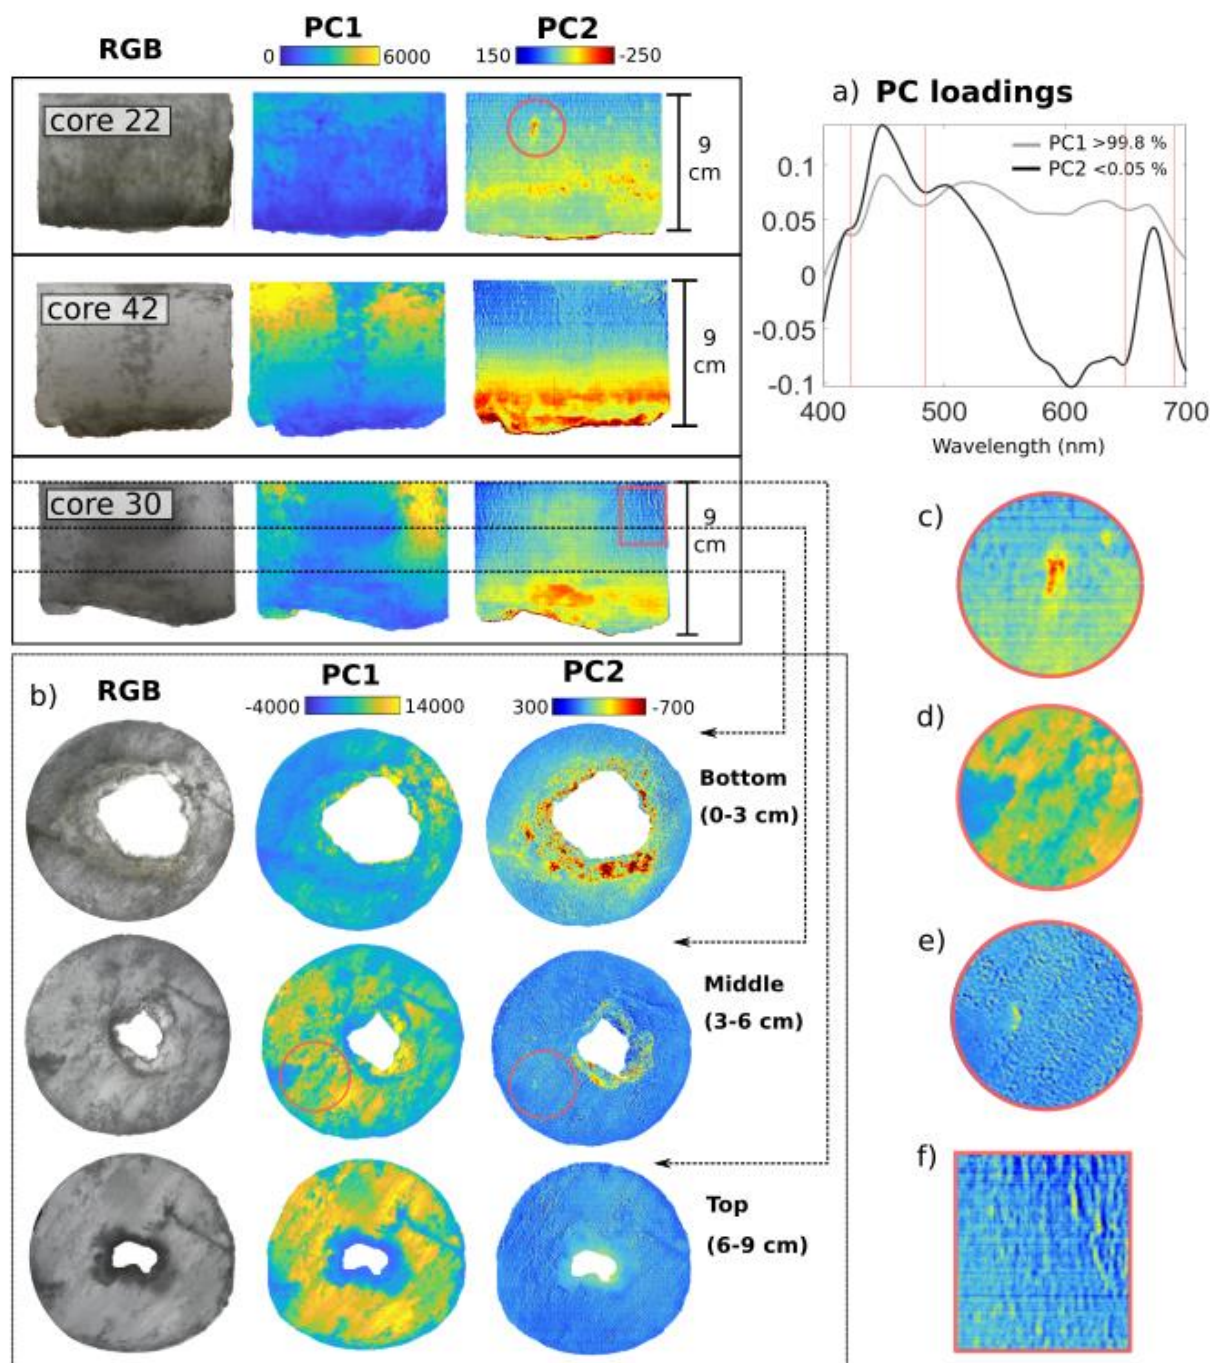 RGB
PC1
0 6000
PC2
150 -250
core 22
9
cm
core 42
9
cm
core 30
9
cm
a) PC loadings
PC1 >99.8 %
PC2 <0.05 %
0.1
0.05
0
-0.05
-0.1
400 500 600 700
Wavelength (nm)
b) RGB
PC1
-4000 14000
PC2
300 -700
Bottom
(0-3 cm)
Middle
(3-6 cm)
Top
(6-9 cm)
c)
d)
e)
f)